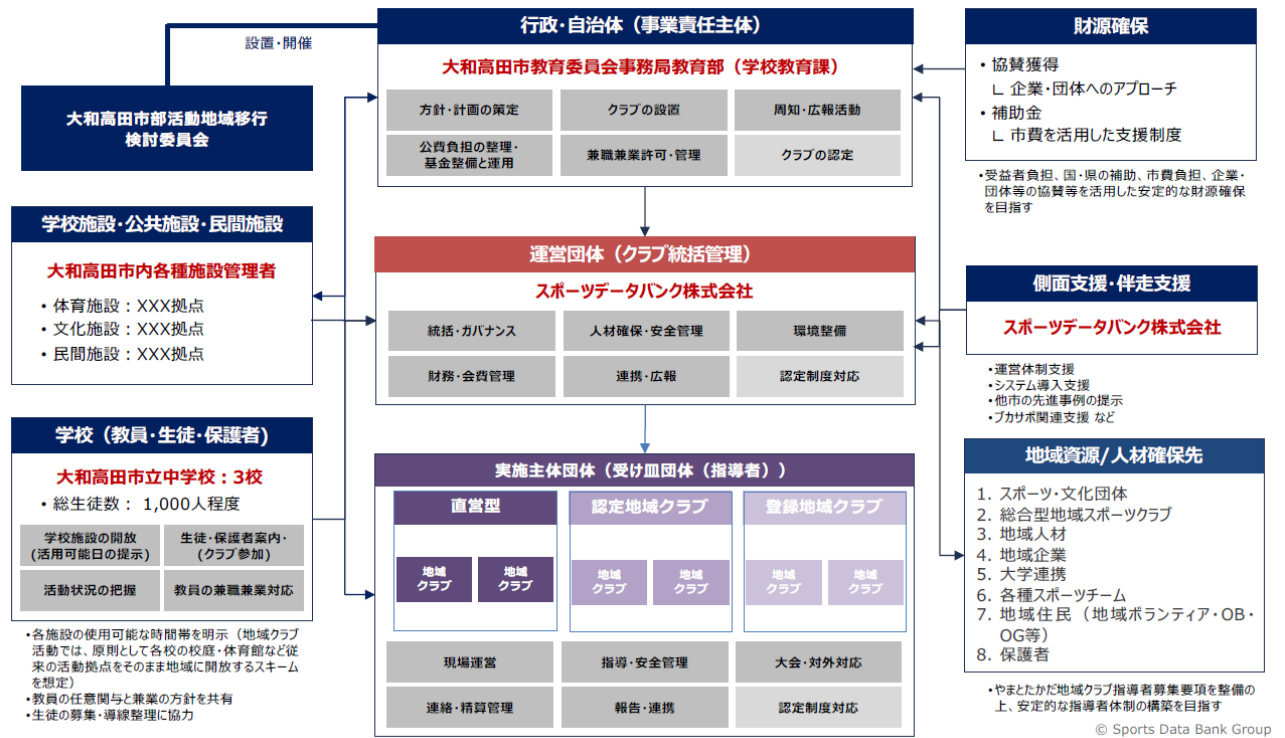 設置・開催
大和高田市部活動地域移行
検討委員会
行政・自治体（事業責任主体）
大和高田市教育委員会事務局教育部（学校教育課）
方針・計画の策定
クラブの設置
周知・広報活動
公費負担の整理・
基金整備と運用
兼職兼業許可・管理
クラブの認定
財源確保
・協賛獲得
∟ 企業・団体へのアプローチ
・補助金
∟ 市費を活用した支援制度
・受益者負担、国・県の補助、市費負担、企業・
団体等の協賛等を活用した安定的な財源確保
を目指す
学校施設・公共施設・民間施設
大和高田市内各種施設管理者
・体育施設：XXX拠点
・文化施設：XXX拠点
・民間施設：XXX拠点
運営団体（クラブ統括管理）
スポーツデータバンク株式会社
統括・ガバナンス
人材確保・安全管理
環境整備
財務・会費管理
連携・広報
認定制度対応
側面支援・伴走支援
スポーツデータバンク株式会社
・運営体制支援
・システム導入支援
・他市の先進事例の提示
・ブカサポ関連支援 など
学校（教員・生徒・保護者）
大和高田市立中学校：3校
・総生徒数： 1,000人程度
学校施設の開放
(活用可能日の提示)
生徒・保護者案内・
(クラブ参加)
活動状況の把握
教員の兼職兼業対応
・各施設の使用可能な時間帯を明示（地域クラブ
活動では、原則として各校の校庭・体育館など従
来の活動拠点をそのまま地域に開放するスキーム
を想定）
・教員の任意関与と兼業の方針を共有
・生徒の募集・導線整理に協力
実施主体団体（受け皿団体（指導者））
直営型
地域
クラブ
地域
クラブ
認定地域クラブ
地域
クラブ
地域
クラブ
登録地域クラブ
地域
クラブ
地域
クラブ
現場運営
指導・安全管理
大会・対外対応
連絡・精算管理
報告・連携
認定制度対応
地域資源/人材確保先
1. スポーツ・文化団体
2. 総合型地域スポーツクラブ
3. 地域人材
4. 地域企業
5. 大学連携
6. 各種スポーツチーム
7. 地域住民（地域ボランティア・OB・
OG等）
8. 保護者
・やまとたかだ地域クラブ指導者募集要項を整備の
上、安定的な指導者体制の構築を目指す
© Sports Data Bank Group